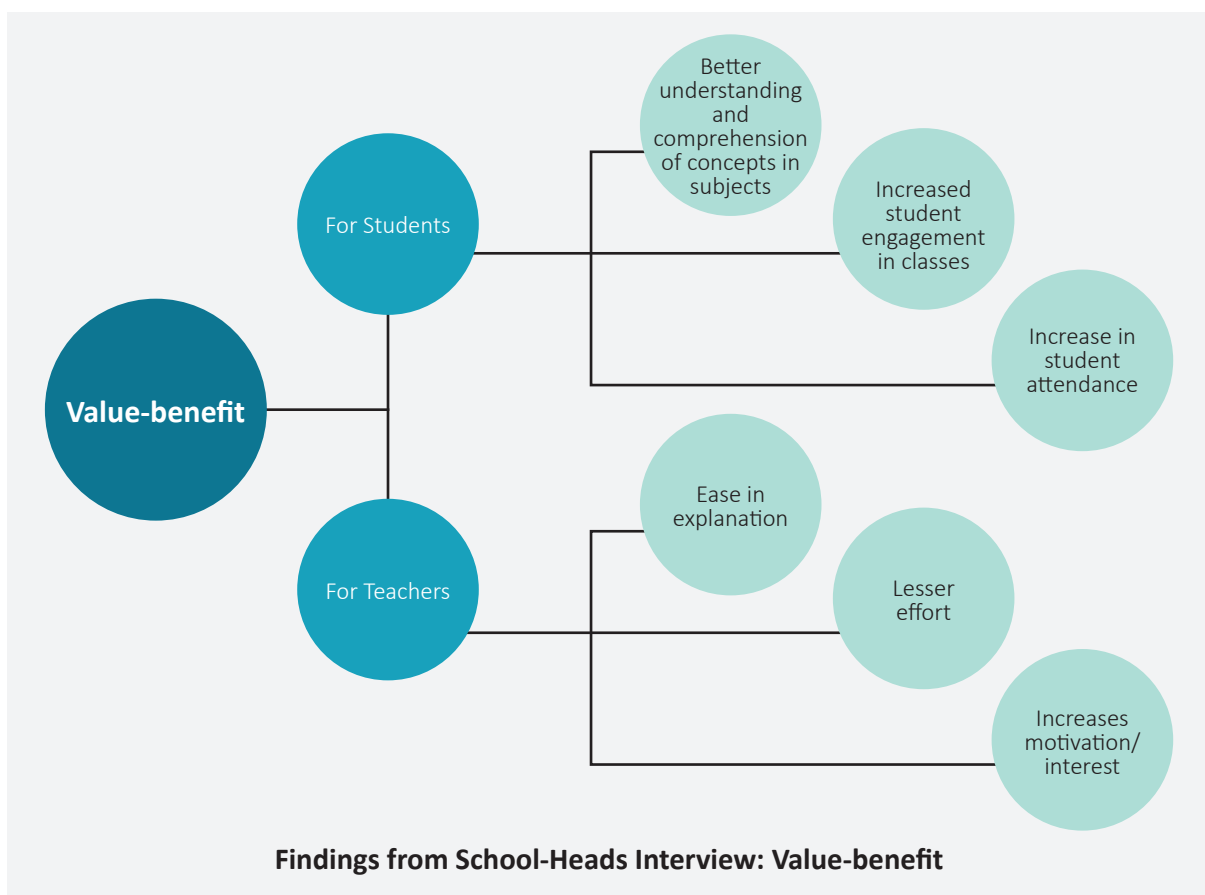 Better
understanding
and
comprehension
of concepts in
subjects
For Students
Increased
student
engagement
in classes
Increase in
student
attendance
Value-benefit
Ease in
explanation
For Teachers
Lesser
effort
Increases
motivation/
interest
Findings from School-Heads Interview: Value-benefit